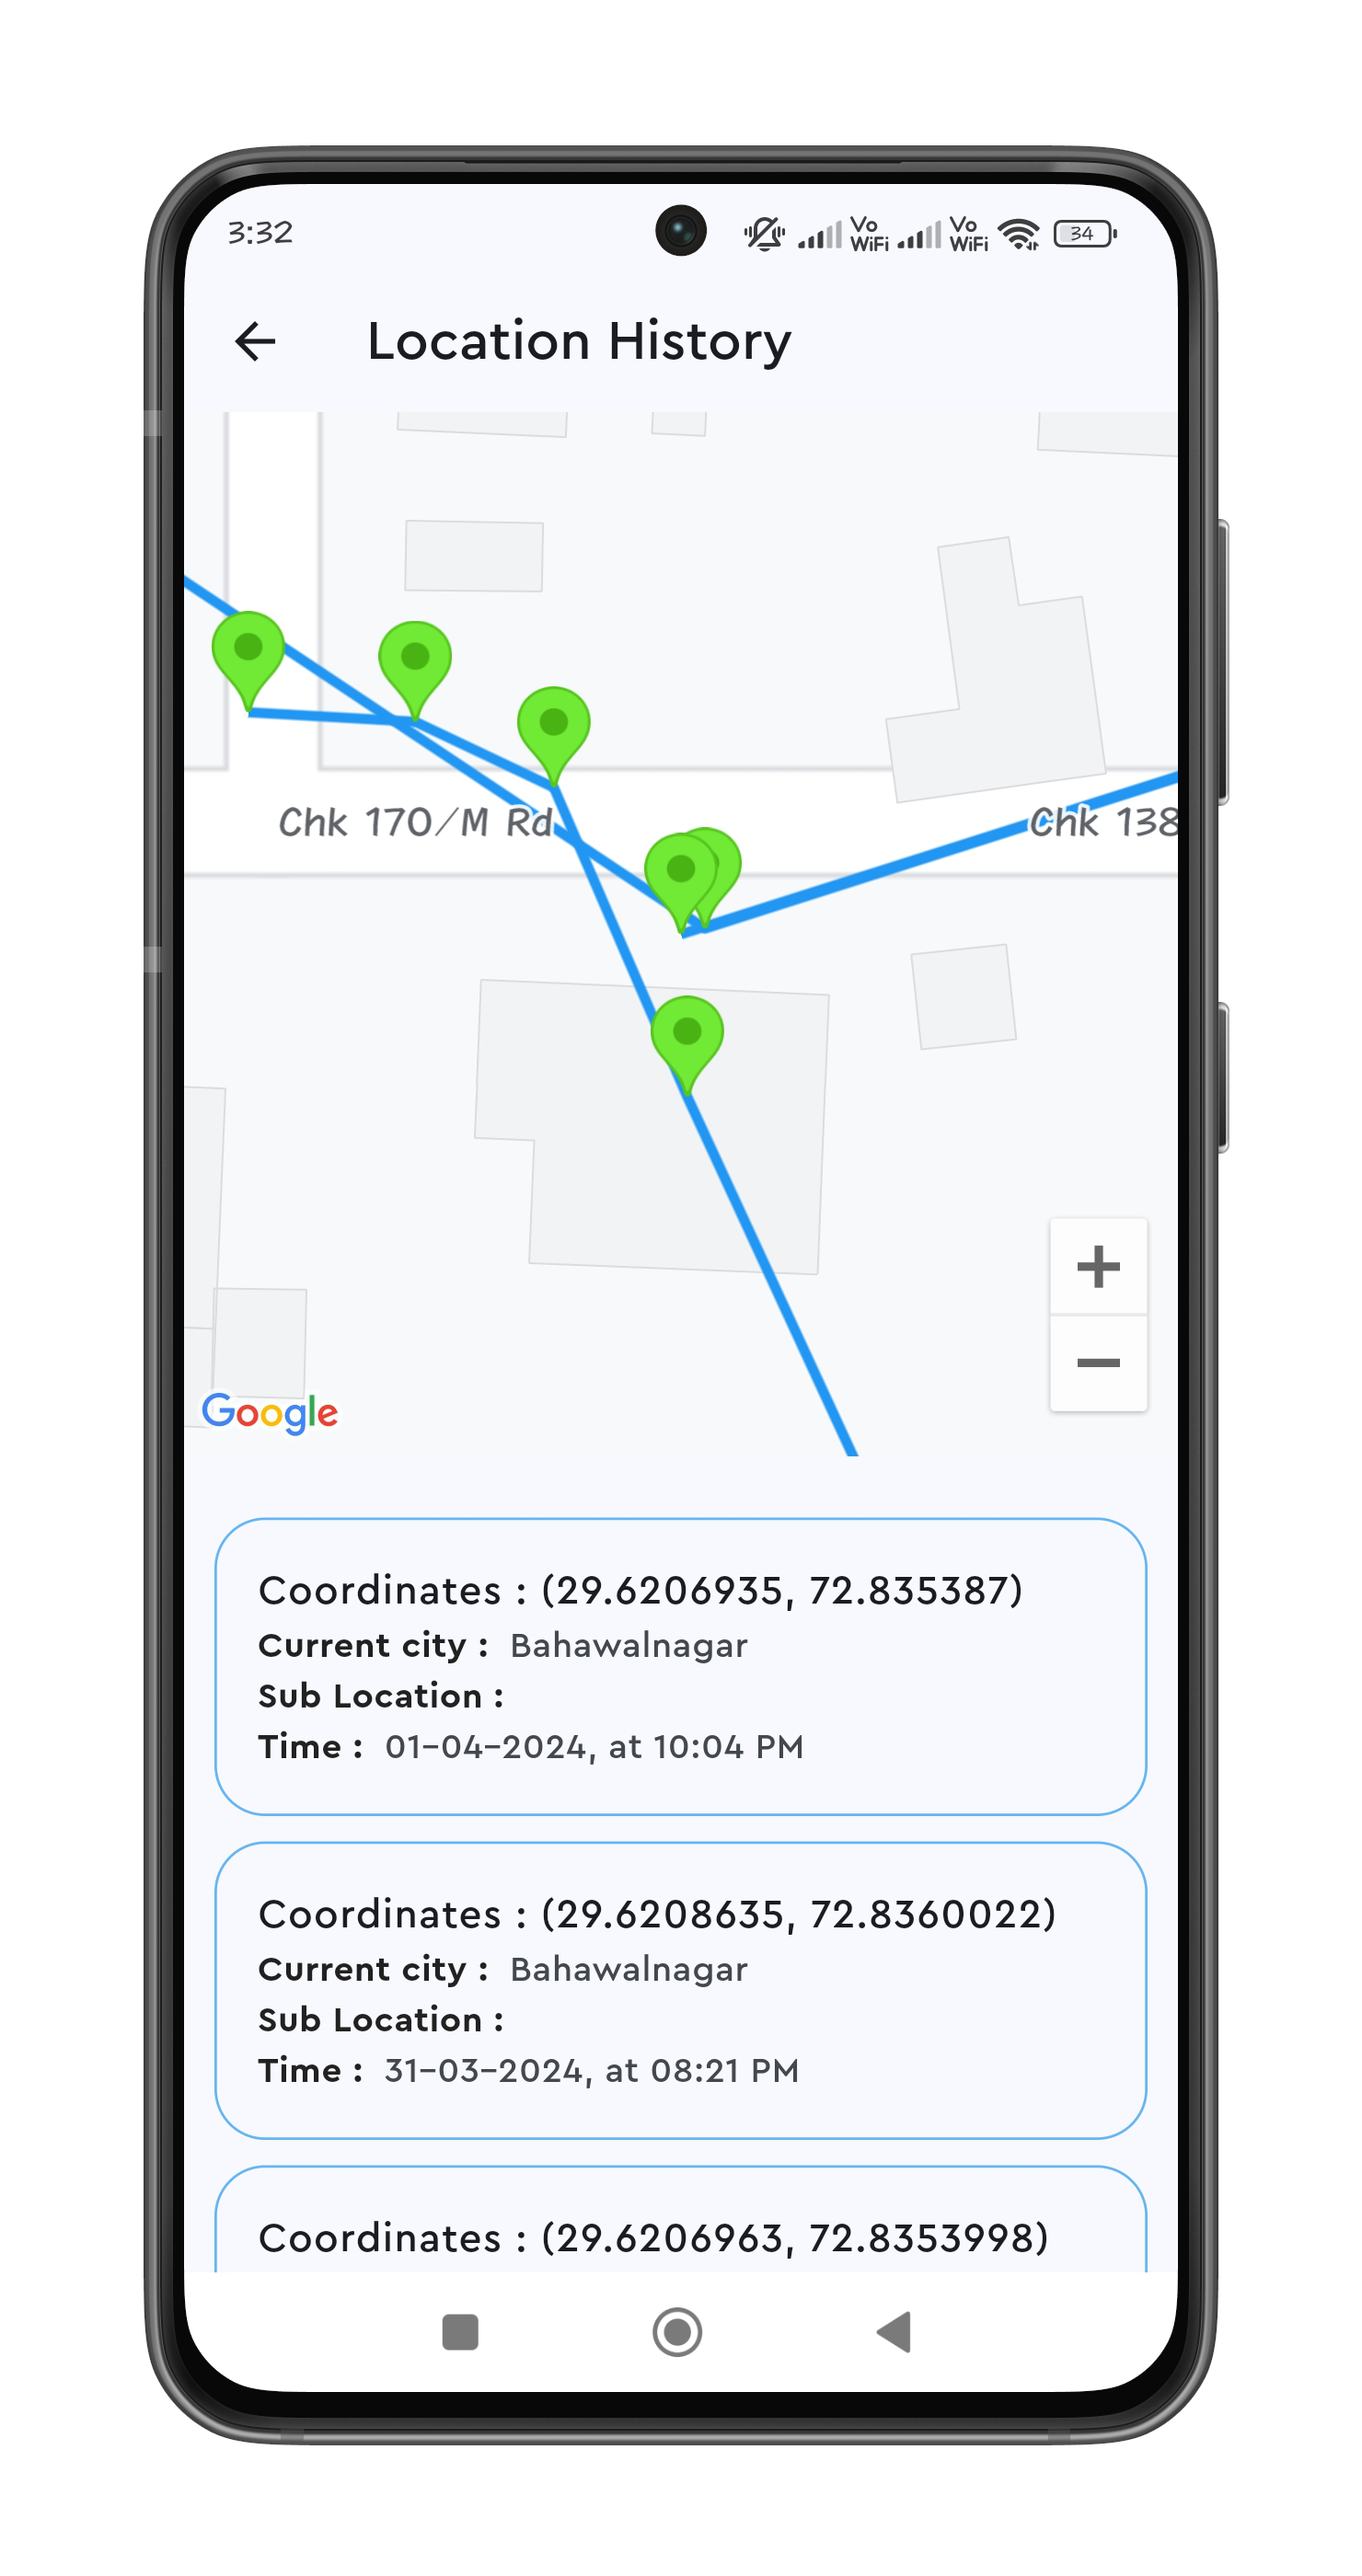 3:32
Vo WiFi Vo WiFi 34
Location History
Chk 170/M Rd
Chk 138
Google
Coordinates : (29.6206935, 72.835387)
Current city : Bahawalnagar
Sub Location :
Time : 01-04-2024, at 10:04 PM
Coordinates : (29.6208635, 72.8360022)
Current city : Bahawalnagar
Sub Location :
Time : 31-03-2024, at 08:21 PM
Coordinates : (29.6206963, 72.8353998)